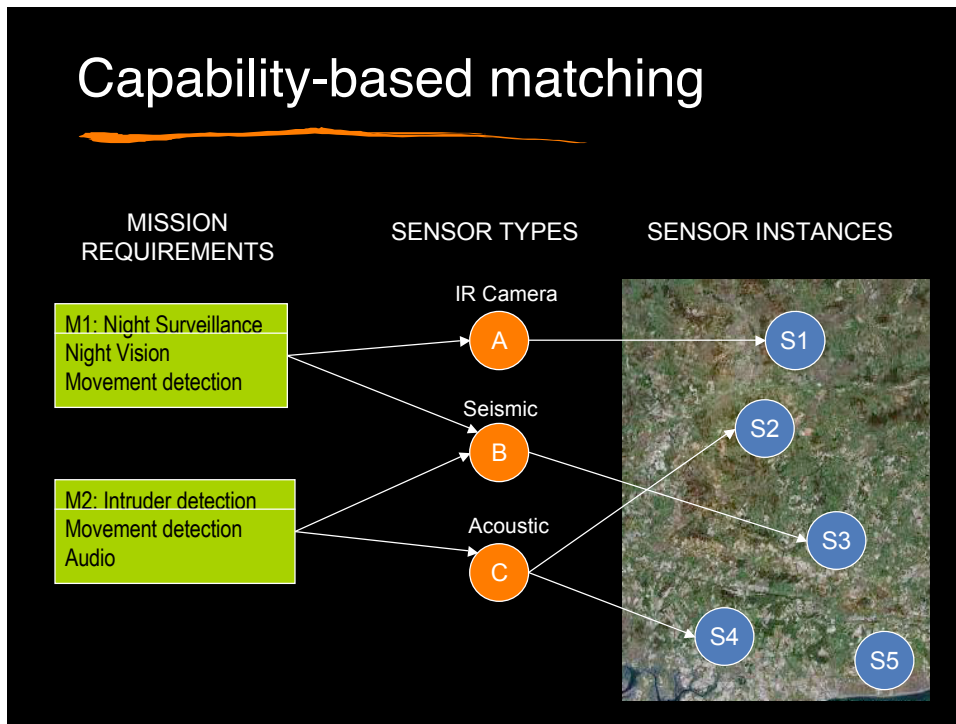 Capability-based matching
MISSION
REQUIREMENTS
SENSOR TYPES
SENSOR INSTANCES
M1: Night Surveillance
Night Vision
Movement detection
M2: Intruder detection
Movement detection
Audio
IR Camera
A
Seismic
B
Acoustic
C
S1
S2
S3
S4
S5